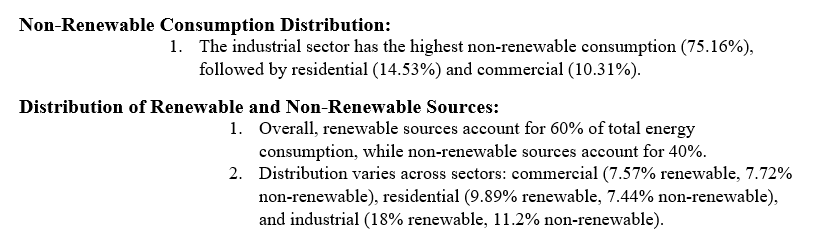 Non-Renewable Consumption Distribution:
1. The industrial sector has the highest non-renewable consumption (75.16%),
followed by residential (14.53%) and commercial (10.31%).
Distribution of Renewable and Non-Renewable Sources:
1. Overall, renewable sources account for 60% of total energy
consumption, while non-renewable sources account for 40%.
2. Distribution varies across sectors: commercial (7.57% renewable, 7.72%
non-renewable), residential (9.89% renewable, 7.44% non-renewable),
and industrial (18% renewable, 11.2% non-renewable).